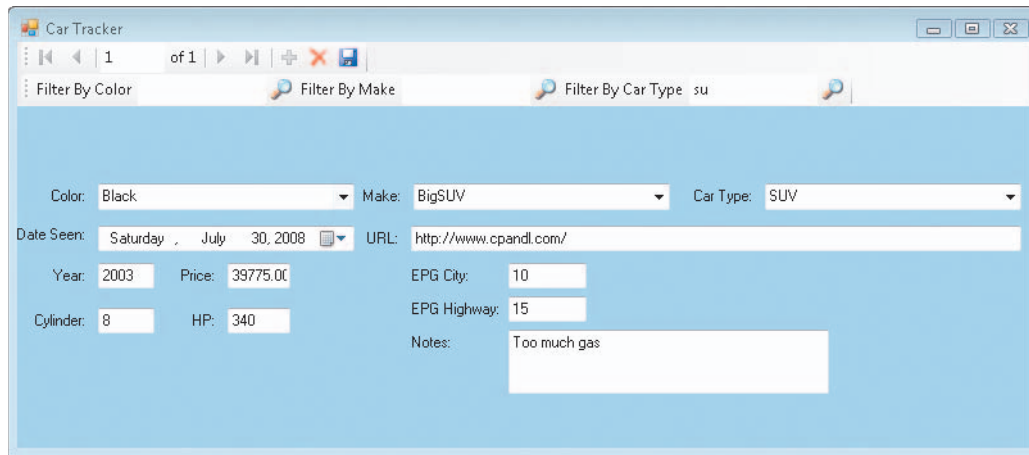 Car Tracker
1 of 1
Filter By Color Filter By Make Filter By Car Type su
Color: Black Make: BigSUV Car Type: SUV
Date Seen: Saturday , July 30, 2008 URL: http://www.cpandl.com/
Year: 2003 Price: 39775.00 EPG City: 10
Cylinder: 8 HP: 340 EPG Highway: 15
Notes: Too much gas